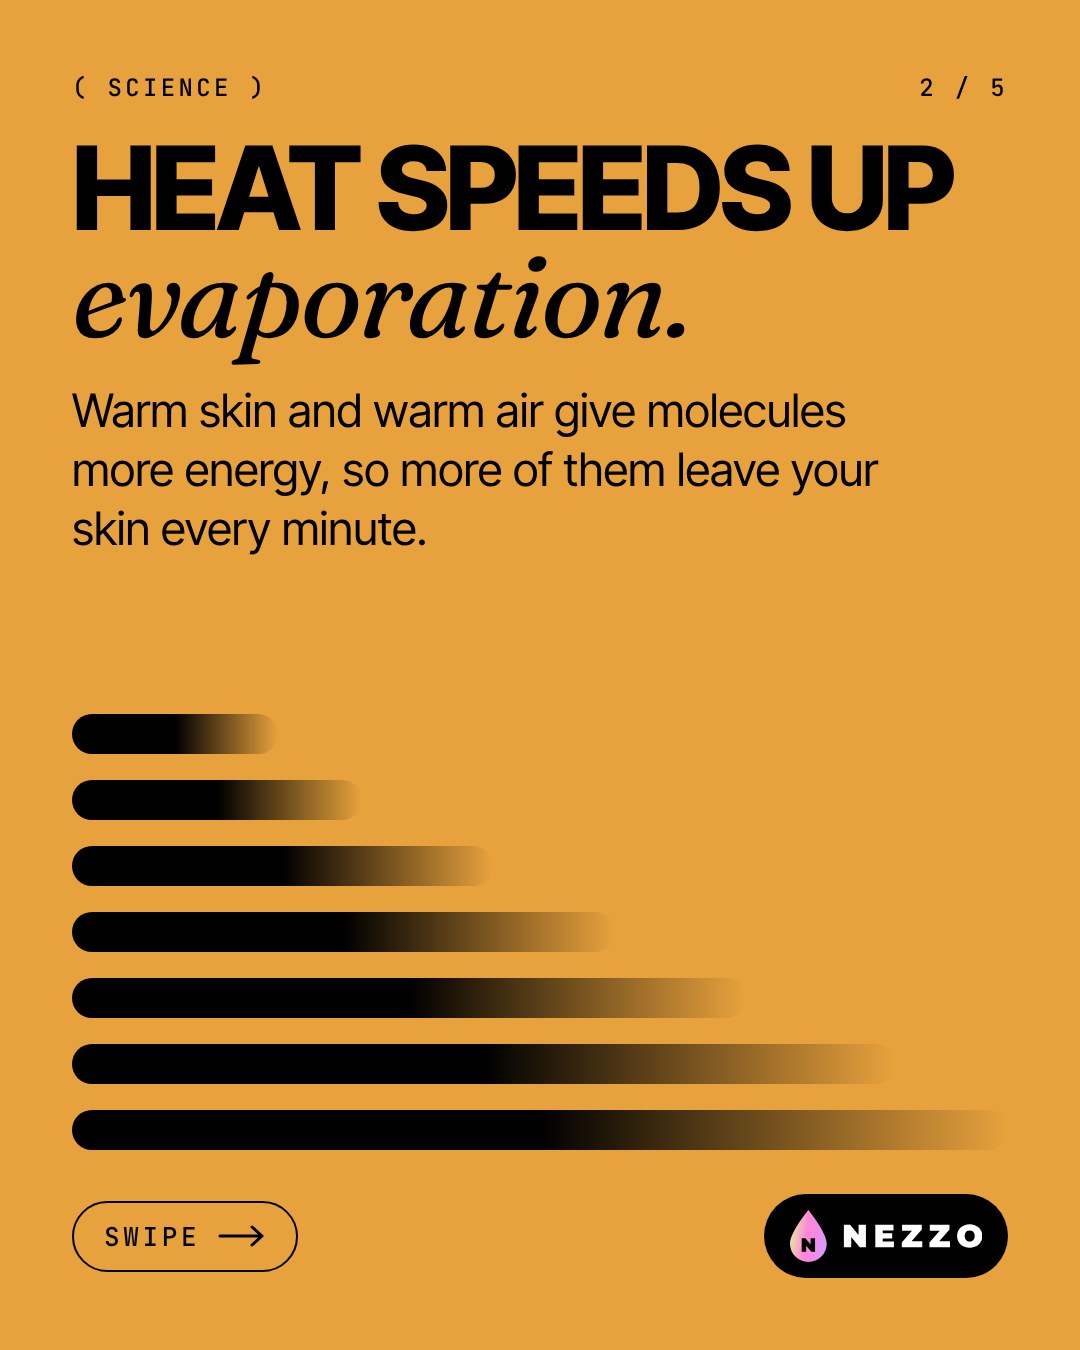 ( SCIENCE )
2 / 5
HEAT SPEEDS UP
evaporation.
Warm skin and warm air give molecules
more energy, so more of them leave your
skin every minute.
SWIPE →
N NEZZO